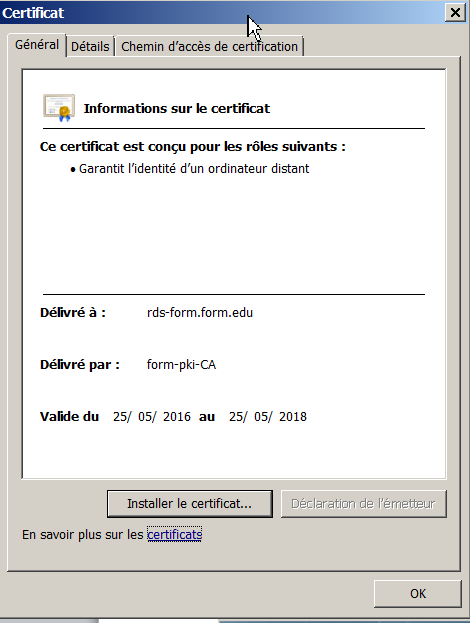 Certificat
Général Détails Chemin d'accès de certification
Informations sur le certificat
Ce certificat est conçu pour les rôles suivants :
• Garantit l'identité d'un ordinateur distant
Délivré à : rds-form.form.edu
Délivré par : form-pki-CA
Valide du 25/ 05/ 2016 au 25/ 05/ 2018
Installer le certificat... Déclaration de l'émetteur
En savoir plus sur les certificats
OK